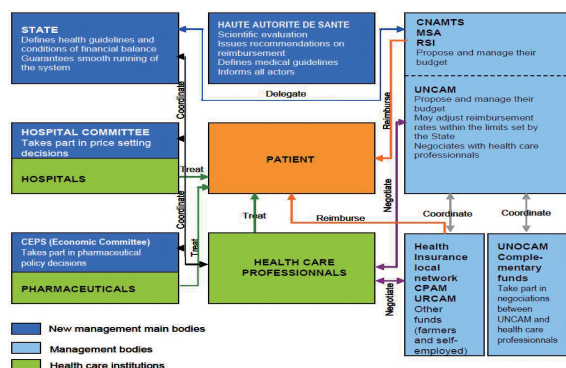 STATE
Defines health guidelines and
conditions of financial balance
Guarantees smooth running of
the system
HAUTE AUTORITE DE SANTE
Scientific evaluation
Issues recommendations on
reimbursement
Defines medical guidelines
Informs all actors
CNAMTS
MSA
RSI
Propose and manage their
budget
Delegate
Coordinate
Reimburse
UNCAM
Propose and manage their
budget
May adjust reimbursement
rates within the limits set by
the State
Negociates with health care
professionnals
HOSPITAL COMMITTEE
Takes part in price setting
decisions
HOSPITALS
Treat
PATIENT
Negotiate
Coordinate
Treat
Treat
Reimburse
Coordinate
Coordinate
CEPS (Economic Committee)
Takes part in pharmaceutical
policy decisions
PHARMACEUTICALS
HEALTH CARE
PROFESSIONNALS
Negotiate
Health
Insurance
local
network
CPAM
URCAM
Other
funds
(farmers
and self-
employed)
UNOCAM
Comple-
mentary
funds
Take part in
negociations
between
UNCAM and
health care
professionnals
New management main bodies
Management bodies
Health care institutions